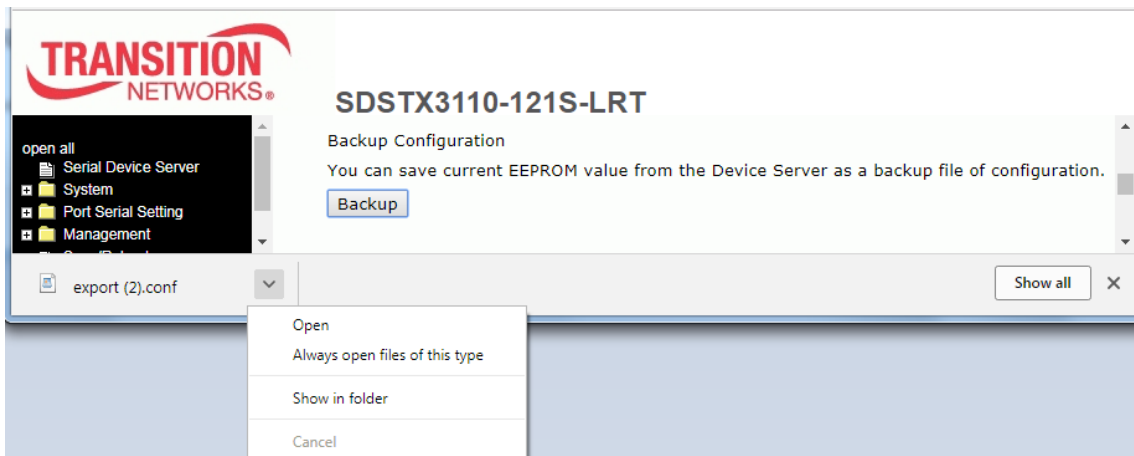 TRANSITION
NETWORKS®
SDSTX3110-121S-LRT
open all
Serial Device Server
System
Port Serial Setting
Management
Backup Configuration
You can save current EEPROM value from the Device Server as a backup file of configuration.
Backup
export (2).conf
Show all
Open
Always open files of this type
Show in folder
Cancel